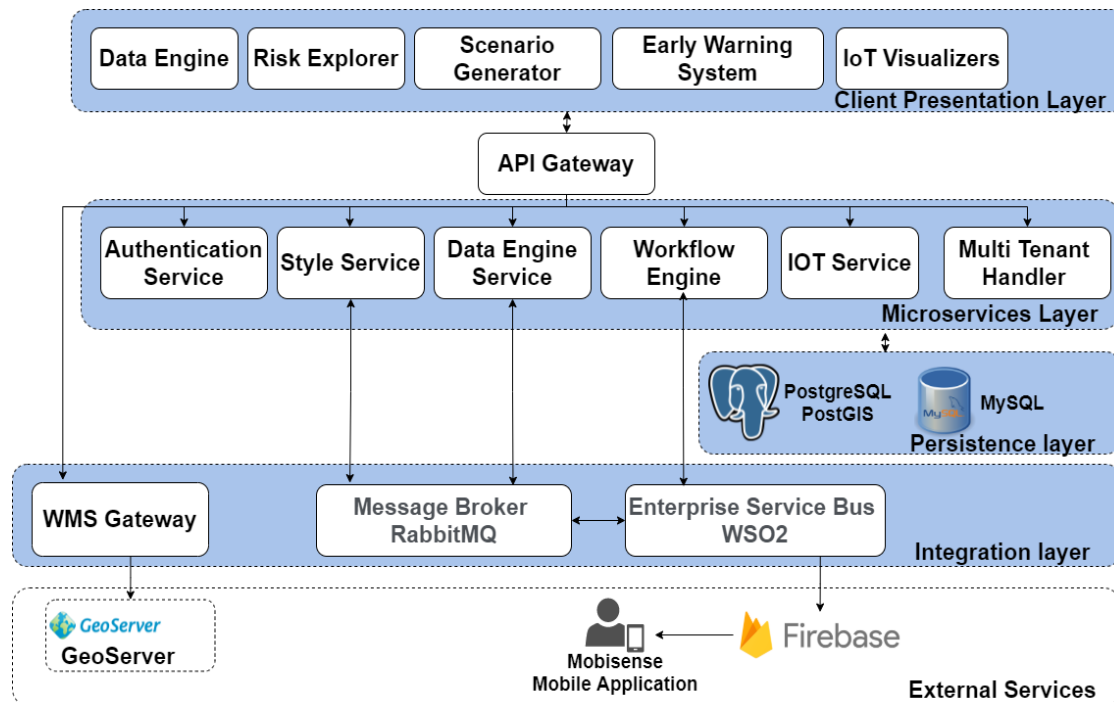 Data Engine
Risk Explorer
Scenario
Generator
Early Warning
System
IoT Visualizers
Client Presentation Layer
API Gateway
Authentication
Service
Style Service
Data Engine
Service
Workflow
Engine
IOT Service
Multi Tenant
Handler
Microservices Layer
PostgreSQL
PostGIS
MySQL
MySQL
Persistence layer
WMS Gateway
Message Broker
RabbitMQ
Enterprise Service Bus
WSO2
Integration layer
GeoServer
GeoServer
Mobisense
Mobile Application
Firebase
External Services